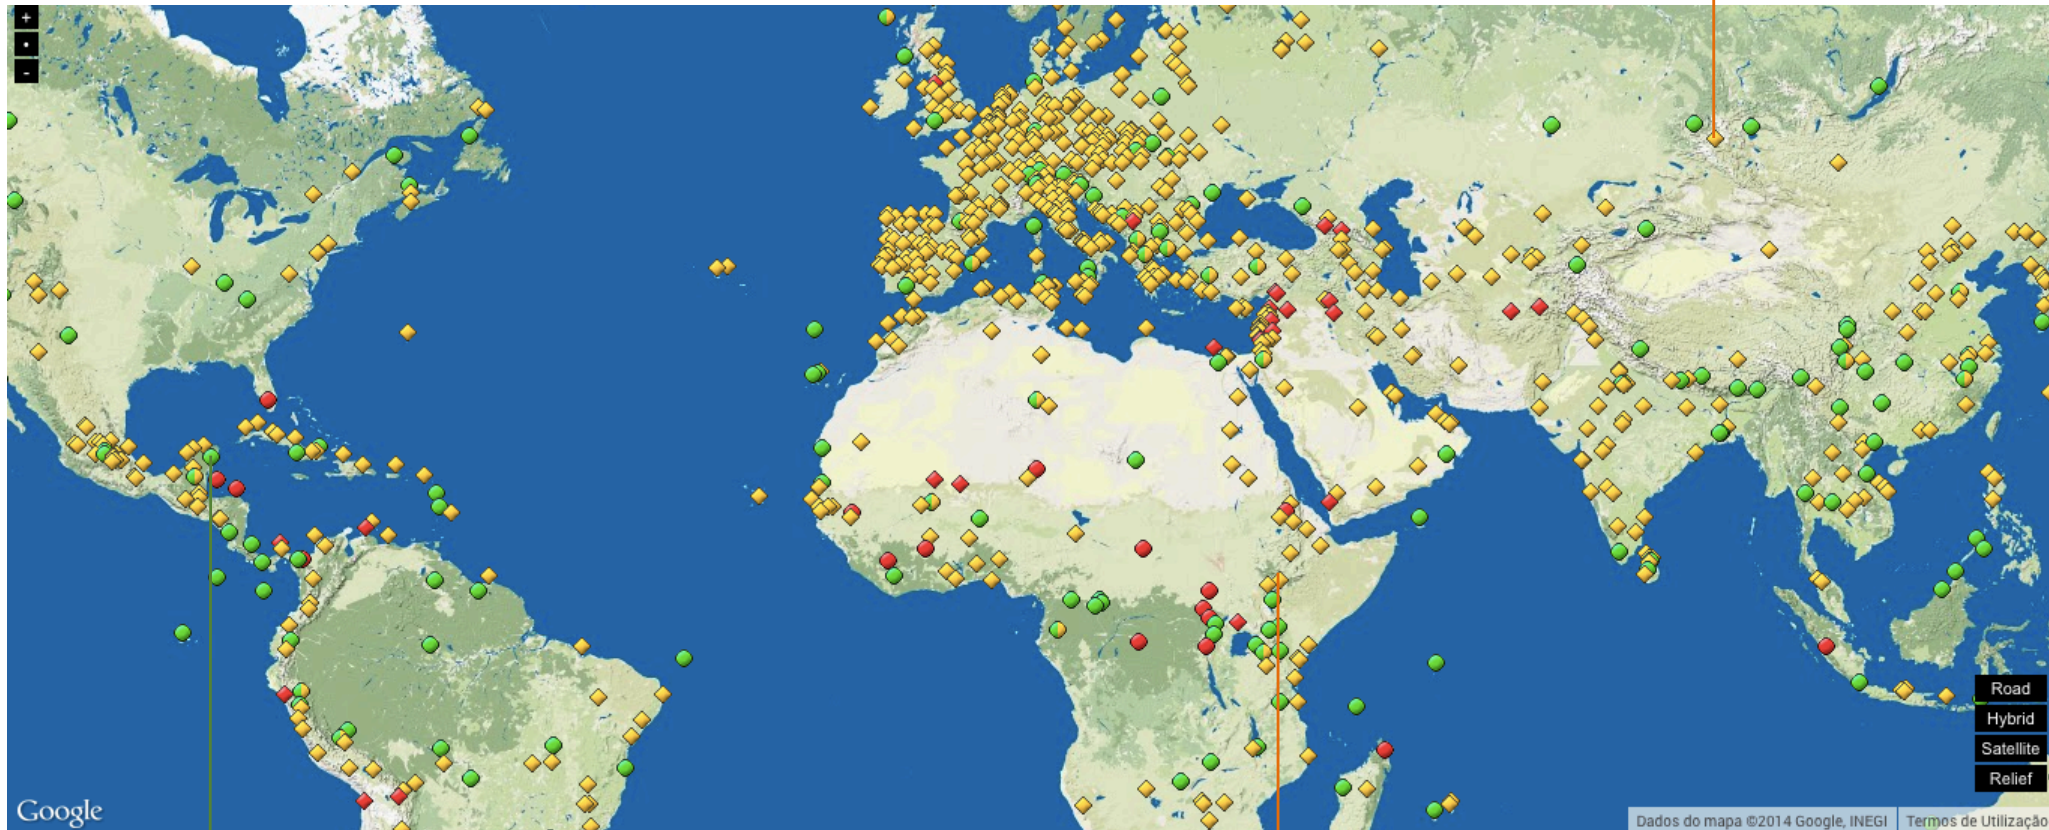 +
•
-
Road
Hybrid
Satellite
Relief
Google
Dados do mapa ©2014 Google, INEGI
Termos de Utilização